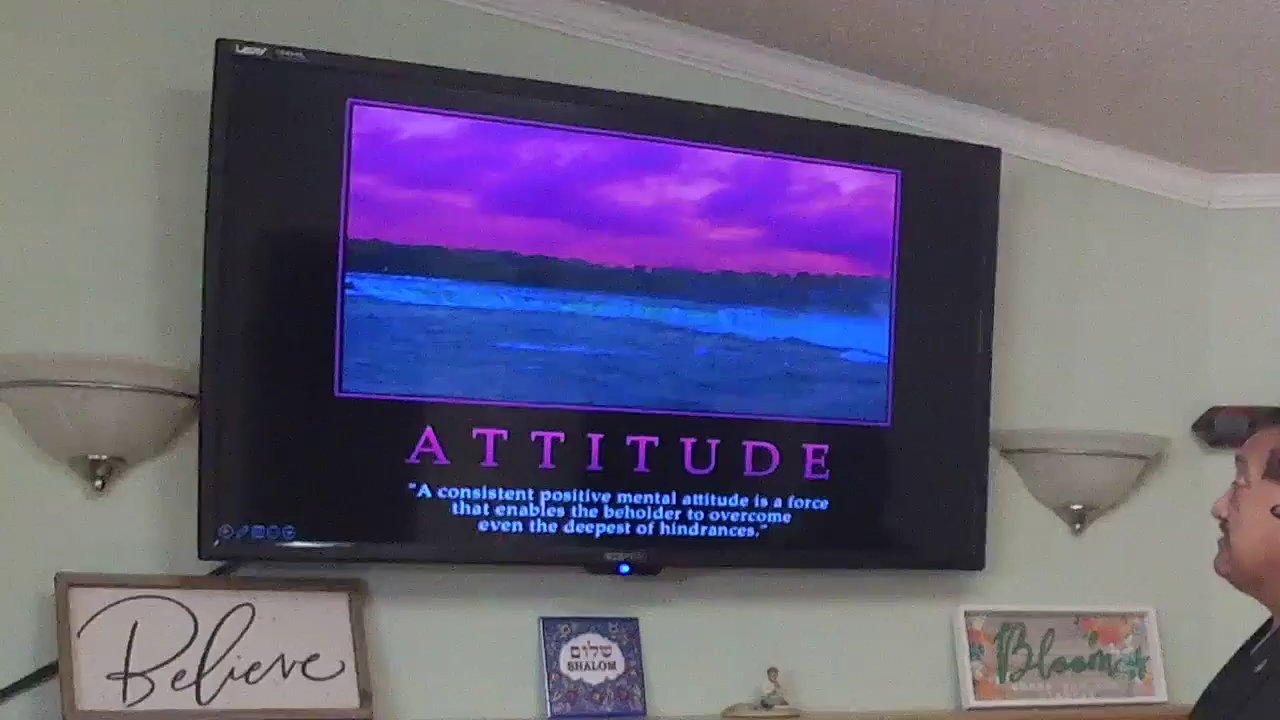 ATTITUDE
"A consistent positive mental attitude is a force
that enables the beholder to overcome
even the deepest of hindrances."
Believe
שלום
SHALOM
Bloom